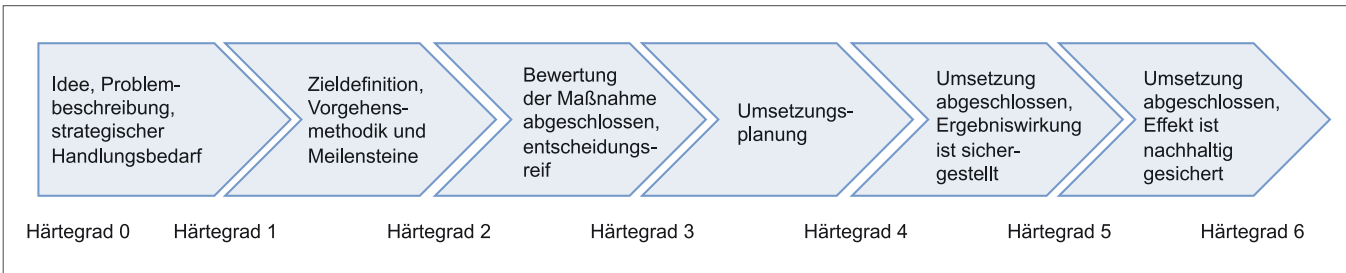 Idee, Problem-
beschreibung,
strategischer
Handlungsbedarf
Zieldefinition,
Vorgehens-
methodik und
Meilensteine
Bewertung
der Maßnahme
abgeschlossen,
entscheidungs-
reif
Umsetzungs-
planung
Umsetzung
abgeschlossen,
Ergebniswirkung
ist sicher-
gestellt
Umsetzung
abgeschlossen,
Effekt ist
nachhaltig
gesichert
Härtegrad 0 Härtegrad 1 Härtegrad 2 Härtegrad 3 Härtegrad 4 Härtegrad 5 Härtegrad 6